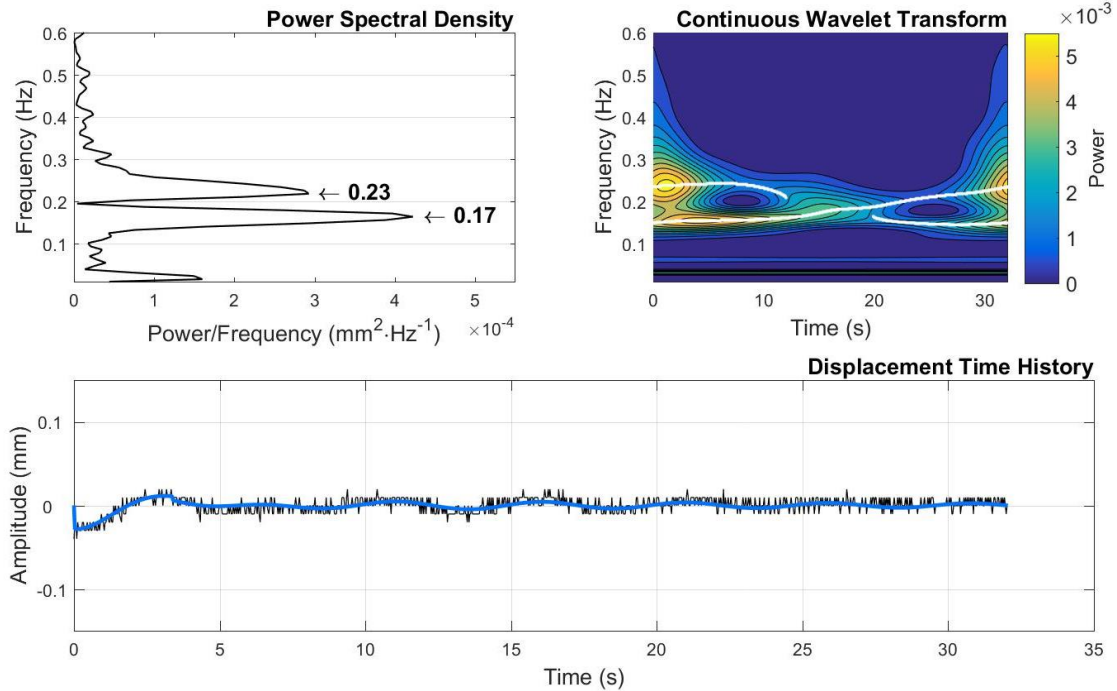 Power Spectral Density
0.6
0.5
0.4
0.3
0.2
0.1
Frequency (Hz)
← 0.23
← 0.17
0 1 2 3 4 5
×10⁻⁴
Power/Frequency (mm²·Hz⁻¹)
Continuous Wavelet Transform
0.6
0.5
0.4
0.3
0.2
0.1
Frequency (Hz)
0 10 20 30
Time (s)
×10⁻³
5
4
3
2
1
0
Power
Displacement Time History
0.1
0
-0.1
Amplitude (mm)
0 5 10 15 20 25 30 35
Time (s)